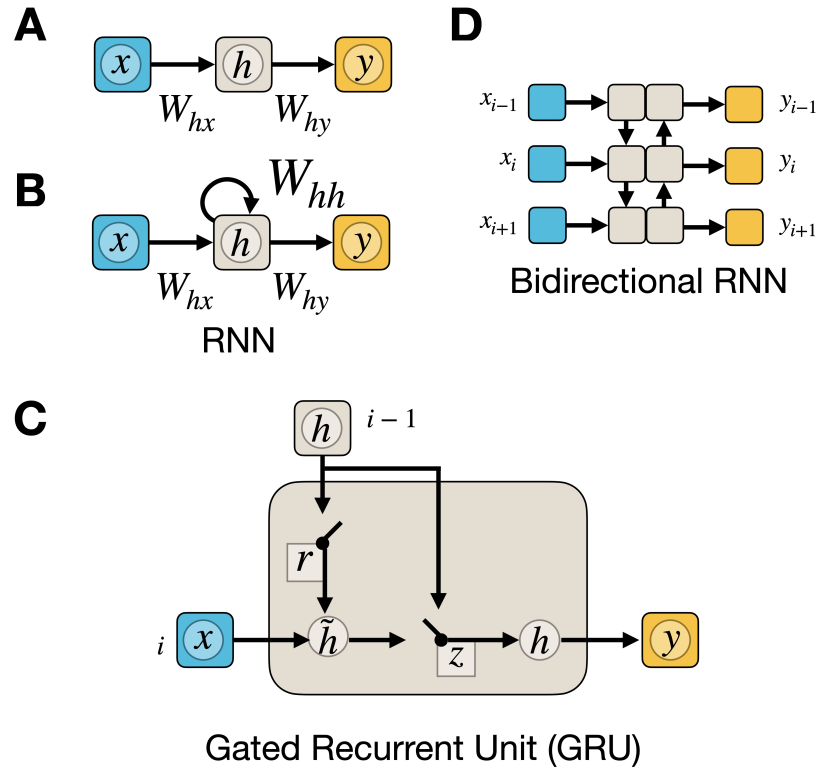 A
x h y
W_hx W_hy
B
W_hh
x h y
W_hx W_hy
RNN
D
x_{i−1} y_{i−1}
x_i y_i
x_{i+1} y_{i+1}
Bidirectional RNN
C
h i − 1
r
i x h̃ z h y
Gated Recurrent Unit (GRU)